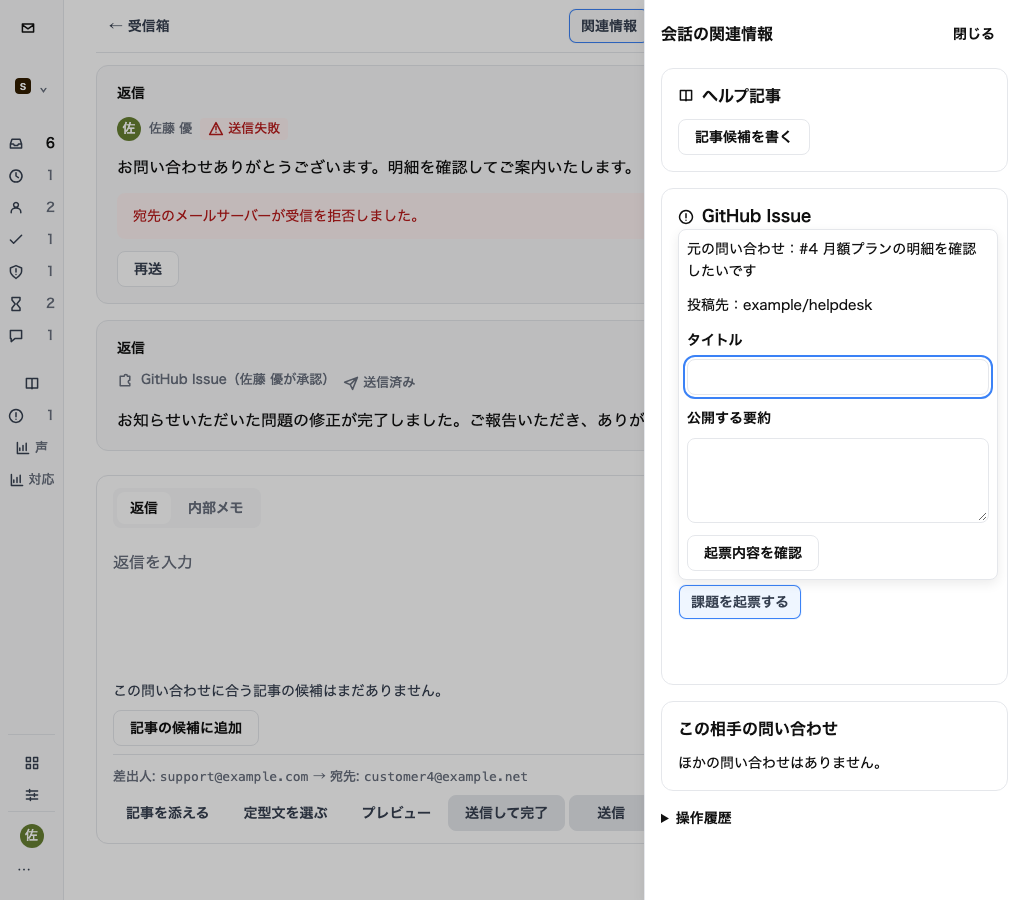 S
6
1
2
1
1
2
1
1
声
対応
佐
…
← 受信箱
関連情報
返信
佐 佐藤 優 送信失敗
お問い合わせありがとうございます。明細を確認してご案内いたします。
宛先のメールサーバーが受信を拒否しました。
再送
返信
GitHub Issue（佐藤 優が承認） 送信済み
お知らせいただいた問題の修正が完了しました。ご報告いただき、ありが
返信 内部メモ
返信を入力
この問い合わせに合う記事の候補はまだありません。
記事の候補に追加
差出人: support@example.com → 宛先: customer4@example.net
記事を添える 定型文を選ぶ プレビュー 送信して完了 送信
会話の関連情報 閉じる
ヘルプ記事
記事候補を書く
GitHub Issue
元の問い合わせ：#4 月額プランの明細を確認
したいです
投稿先：example/helpdesk
タイトル
公開する要約
起票内容を確認
課題を起票する
この相手の問い合わせ
ほかの問い合わせはありません。
操作履歴